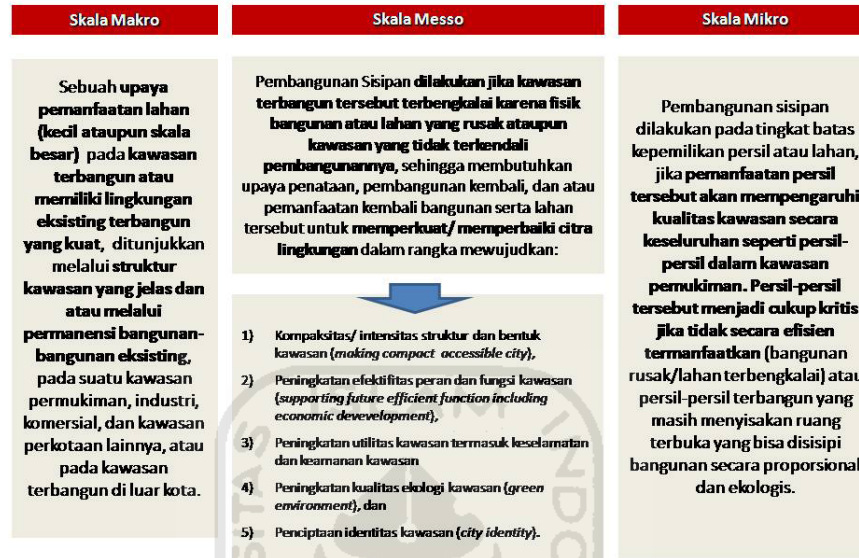 Skala Makro
Sebuah upaya
pemanfaatan lahan
(kecil ataupun skala
besar) pada kawasan
terbangun atau
memiliki lingkungan
eksisting terbangun
yang kuat, ditunjukkan
melalui struktur
kawasan yang jelas dan
atau melalui
permanensi bangunan-
bangunan eksisting,
pada suatu kawasan
permukiman, industri,
komersial, dan kawasan
perkotaan lainnya, atau
pada kawasan
terbangun di luar kota.
Skala Messo
Pembangunan Sisipan dilakukan jika kawasan
terbangun tersebut terbengkalai karena fisik
bangunan atau lahan yang rusak ataupun
kawasan yang tidak terkendali
pembangunannya, sehingga membutuhkan
upaya penataan, pembangunan kembali, dan atau
pemanfaatan kembali bangunan serta lahan
tersebut untuk memperkuat/ memperbaiki citra
lingkungan dalam rangka mewujudkan:
1) Kompaksitas/ intensitas struktur dan bentuk
kawasan (making compact accessible city),
2) Peningkatan efektifitas peran dan fungsi kawasan
(supporting future efficient function including
economic devevelopment),
3) Peningkatan utilitas kawasan termasuk keselamatan
dan keamanan kawasan
4) Peningkatan kualitas ekologi kawasan (green
environment), dan
5) Penciptaan identitas kawasan (city identity).
Skala Mikro
Pembangunan sisipan
dilakukan pada tingkat batas
kepemilikan persil atau lahan,
jika pemanfaatan persil
tersebut akan mempengaruhi
kualitas kawasan secara
keseluruhan seperti persil-
persil dalam kawasan
pemukiman. Persil-persil
tersebut menjadi cukup kritis
jika tidak secara efisien
termanfaatkan (bangunan
rusak/lahan terbengkalai) atau
persil-persil terbangun yang
masih menyisakan ruang
terbuka yang bisa disisipi
bangunan secara proporsional
dan ekologis.
ISLAM